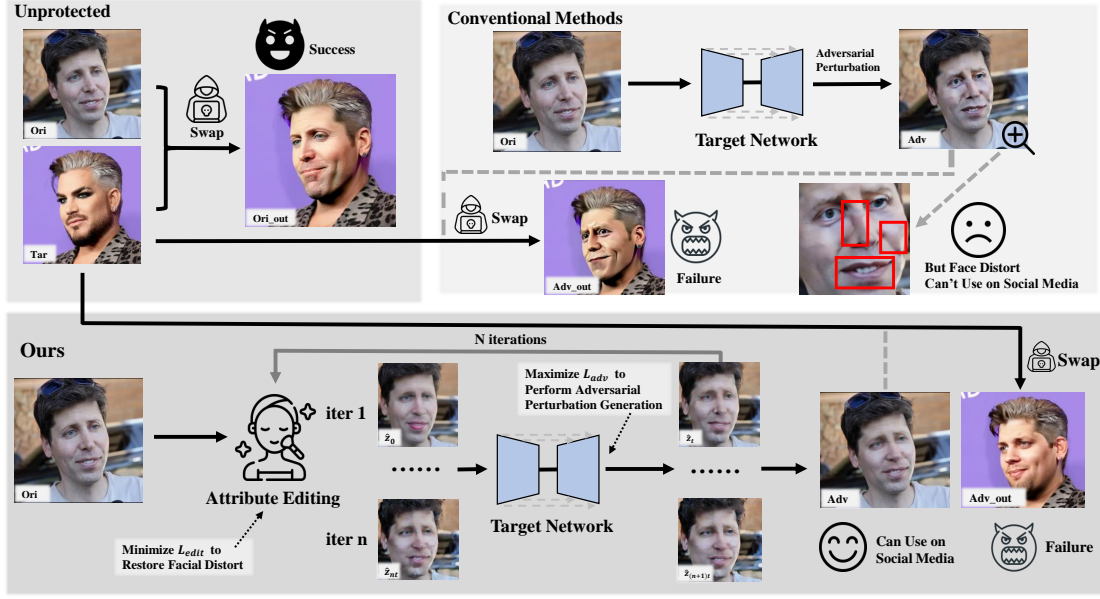 Unprotected
Ori
Tar
Swap
Success
Ori_out
Conventional Methods
Ori
Target Network
Adversarial
Perturbation
Adv
Swap
Adv_out
Failure
But Face Distort
Can't Use on Social Media
Ours
Ori
Attribute Editing
Minimize L_edit to
Restore Facial Distort
N iterations
iter 1
ẑ_0
......
iter n
ẑ_nt
Target Network
Maximize L_adv to
Perform Adversarial
Perturbation Generation
ẑ_t
......
ẑ_(n+1)t
Swap
Adv
Adv_out
Can Use on
Social Media
Failure